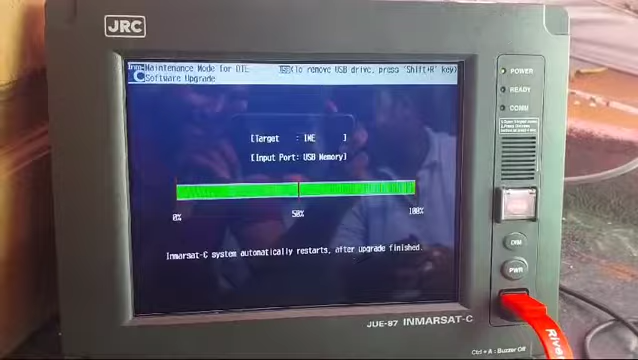 JRC
Maintenance Mode for DTE
Software Upgrade
(To remove USB drive, press 'Shift+R' key)
[Target : IME ]
[Input Port: USB Memory]
0%
50%
100%
Inmarsat-C system automatically restarts, after upgrade finished.
POWER
READY
COMM
DIM
PWR
JUE-87 INMARSAT-C
Ctrl + A : Buzzer Off